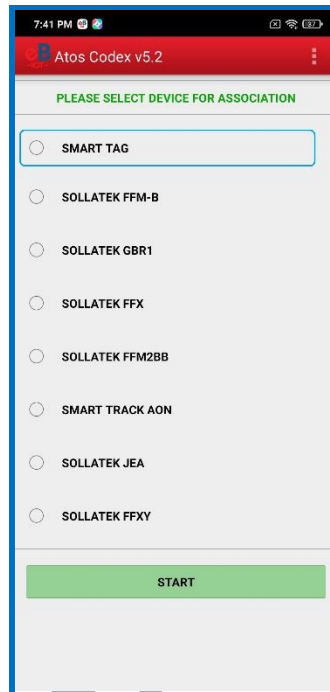 7:41 PM
Atos Codex v5.2
PLEASE SELECT DEVICE FOR ASSOCIATION
SMART TAG
SOLLATEK FFM-B
SOLLATEK GBR1
SOLLATEK FFX
SOLLATEK FFM2BB
SMART TRACK AON
SOLLATEK JEA
SOLLATEK FFXY
START